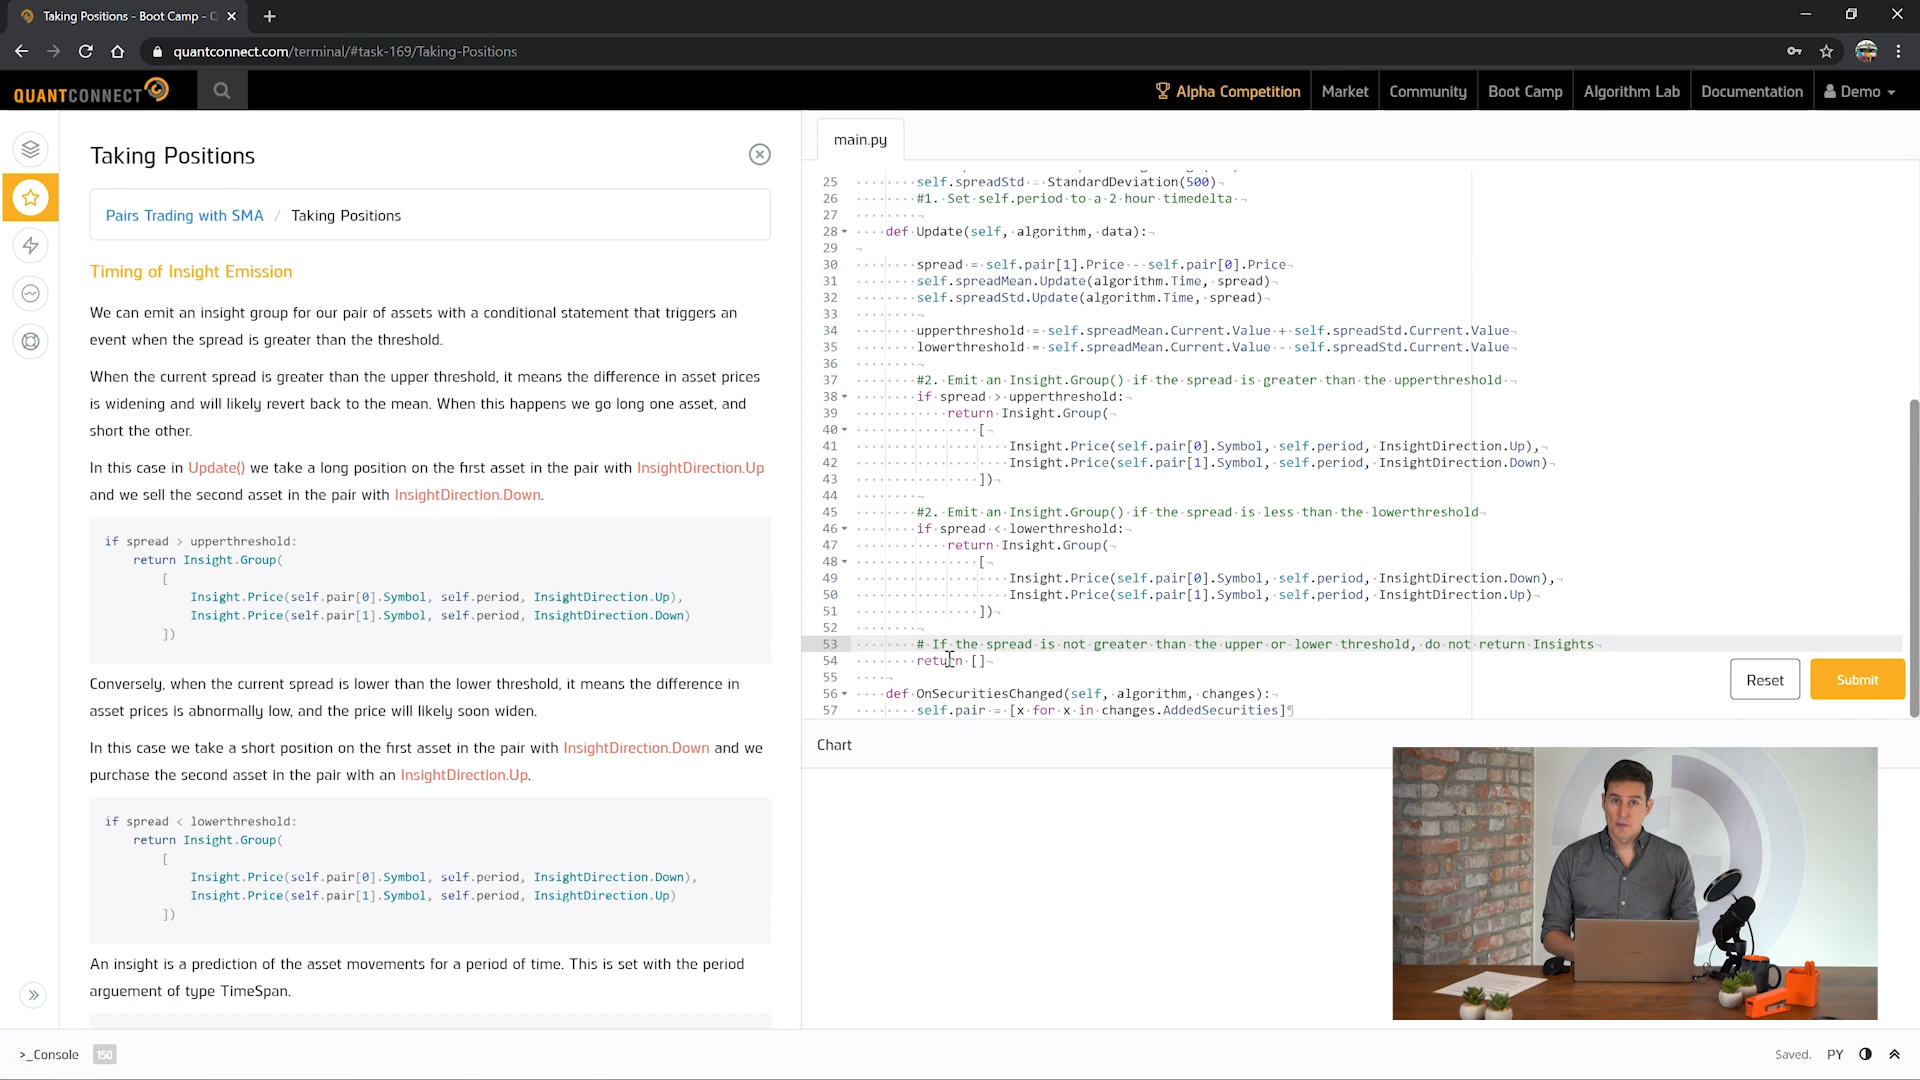 Taking Positions - Boot Camp - Q
quantconnect.com/terminal/#task-169/Taking-Positions
QUANTCONNECT
Alpha Competition
Market
Community
Boot Camp
Algorithm Lab
Documentation
Demo
Taking Positions
Pairs Trading with SMA / Taking Positions
Timing of Insight Emission
We can emit an insight group for our pair of assets with a conditional statement that triggers an
event when the spread is greater than the threshold.
When the current spread is greater than the upper threshold, it means the difference in asset prices
is widening and will likely revert back to the mean. When this happens we go long one asset, and
short the other.
In this case in Update() we take a long position on the first asset in the pair with InsightDirection.Up
and we sell the second asset in the pair with InsightDirection.Down.
if spread > upperthreshold:
return Insight.Group(
[
Insight.Price(self.pair[0].Symbol, self.period, InsightDirection.Up),
Insight.Price(self.pair[1].Symbol, self.period, InsightDirection.Down)
])
Conversely, when the current spread is lower than the lower threshold, it means the difference in
asset prices is abnormally low, and the price will likely soon widen.
In this case we take a short position on the first asset in the pair with InsightDirection.Down and we
purchase the second asset in the pair with an InsightDirection.Up.
if spread < lowerthreshold:
return Insight.Group(
[
Insight.Price(self.pair[0].Symbol, self.period, InsightDirection.Down),
Insight.Price(self.pair[1].Symbol, self.period, InsightDirection.Up)
])
An insight is a prediction of the asset movements for a period of time. This is set with the period
arguement of type TimeSpan.
main.py
25 self.spreadStd = StandardDeviation(500)
26 #1. Set self.period to a 2 hour timedelta
27
28 def Update(self, algorithm, data):
29
30 spread = self.pair[1].Price - self.pair[0].Price
31 self.spreadMean.Update(algorithm.Time, spread)
32 self.spreadStd.Update(algorithm.Time, spread)
33
34 upperthreshold = self.spreadMean.Current.Value + self.spreadStd.Current.Value
35 lowerthreshold = self.spreadMean.Current.Value - self.spreadStd.Current.Value
36
37 #2. Emit an Insight.Group() if the spread is greater than the upperthreshold
38 if spread > upperthreshold:
39 return Insight.Group(
40 [
41 Insight.Price(self.pair[0].Symbol, self.period, InsightDirection.Up),
42 Insight.Price(self.pair[1].Symbol, self.period, InsightDirection.Down)
43 ])
44
45 #2. Emit an Insight.Group() if the spread is less than the lowerthreshold
46 if spread < lowerthreshold:
47 return Insight.Group(
48 [
49 Insight.Price(self.pair[0].Symbol, self.period, InsightDirection.Down),
50 Insight.Price(self.pair[1].Symbol, self.period, InsightDirection.Up)
51 ])
52
53 # If the spread is not greater than the upper or lower threshold, do not return Insights
54 return []
55
56 def OnSecuritiesChanged(self, algorithm, changes):
57 self.pair = [x for x in changes.AddedSecurities]
Reset
Submit
Chart
>_Console 150
Saved. PY